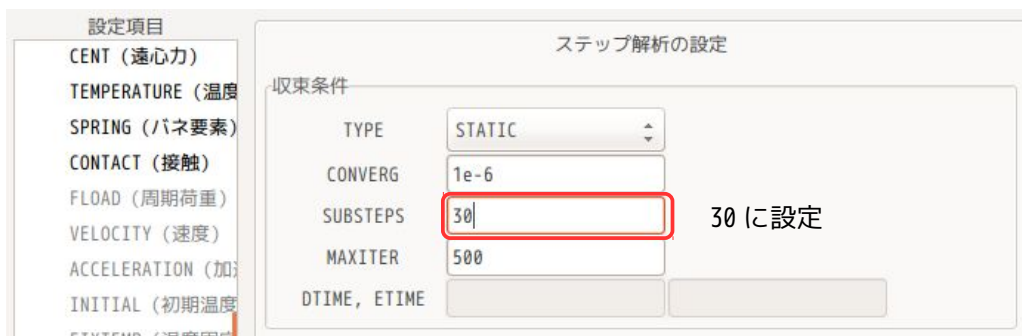 設定項目
CENT (遠心力)
TEMPERATURE (温度
SPRING (バネ要素)
CONTACT (接触)
FLOAD (周期荷重)
VELOCITY (速度)
ACCELERATION (加
INITIAL (初期温度
ステップ解析の設定
収束条件
TYPE STATIC
CONVERG 1e-6
SUBSTEPS 30 30 に設定
MAXITER 500
DTIME, ETIME